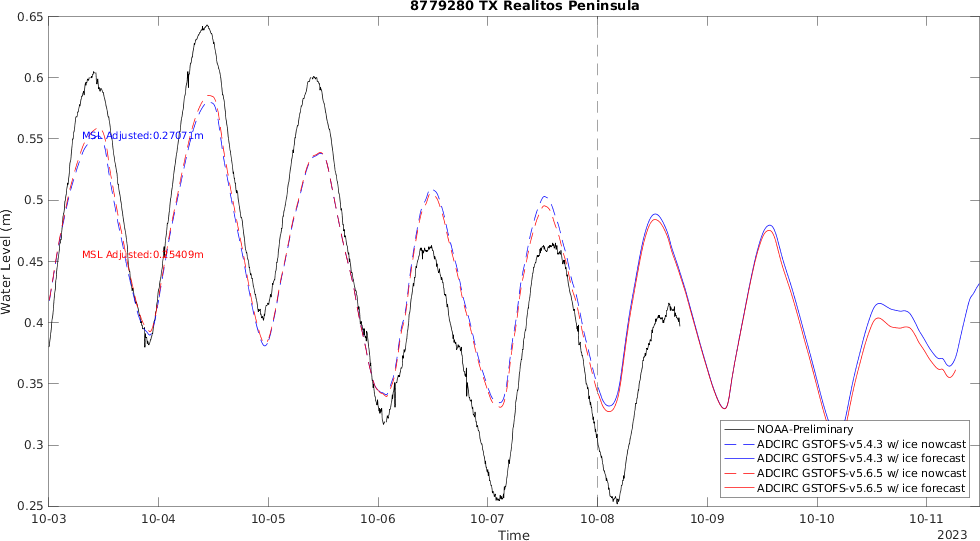 8779280 TX Realitos Peninsula
0.65
0.6
0.55
0.5
0.45
0.4
0.35
0.3
0.25
Water Level (m)
MSL Adjusted:0.27071m
MSL Adjusted:0.15409m
NOAA-Preliminary
ADCIRC GSTOFS-v5.4.3 w/ ice nowcast
ADCIRC GSTOFS-v5.4.3 w/ ice forecast
ADCIRC GSTOFS-v5.6.5 w/ ice nowcast
ADCIRC GSTOFS-v5.6.5 w/ ice forecast
10-03 10-04 10-05 10-06 10-07 10-08 10-09 10-10 10-11
Time
2023